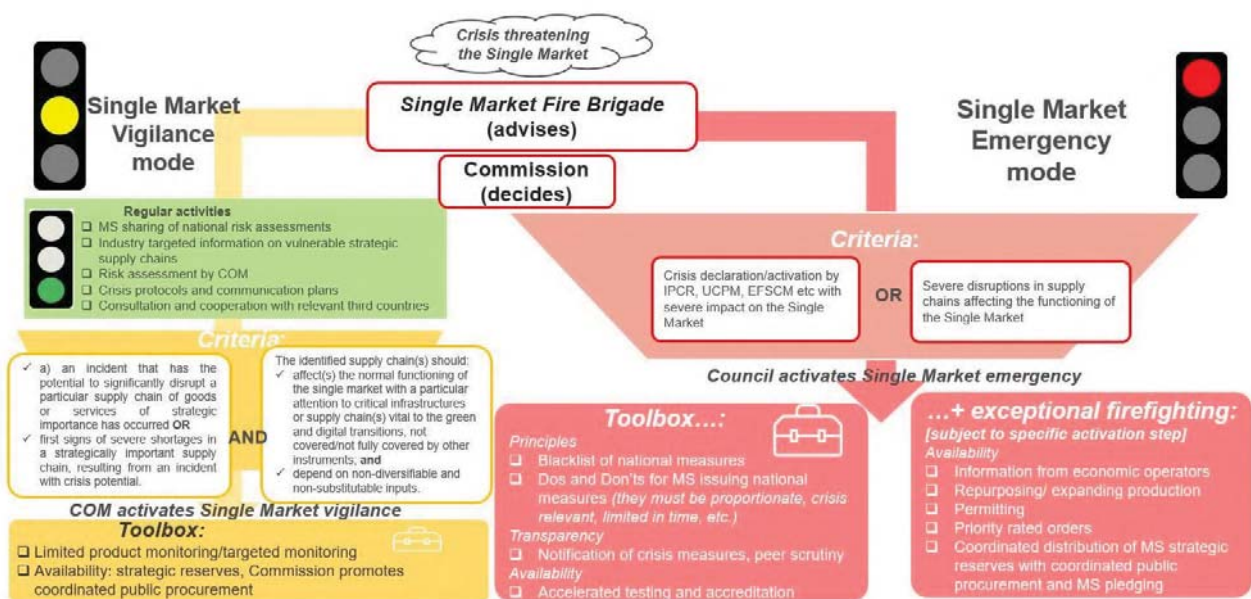 Crisis threatening
the Single Market
Single Market
Vigilance
mode
Single Market Fire Brigade
(advises)
Commission
(decides)
Single Market
Emergency
mode
Regular activities
❑ MS sharing of national risk assessments
❑ Industry targeted information on vulnerable strategic
supply chains
❑ Risk assessment by COM
❑ Crisis protocols and communication plans
❑ Consultation and cooperation with relevant third countries
Criteria:
✓ a) an incident that has the
potential to significantly disrupt a
particular supply chain of goods
or services of strategic
importance has occurred OR
✓ first signs of severe shortages in
a strategically important supply
chain, resulting from an incident
with crisis potential.
AND
The identified supply chain(s) should:
✓ affect(s) the normal functioning of
the single market with a particular
attention to critical infrastructures
or supply chain(s) vital to the green
and digital transitions, not
covered/not fully covered by other
instruments; and
✓ depend on non-diversifiable and
non-substitutable inputs.
COM activates Single Market vigilance
Toolbox:
❑ Limited product monitoring/targeted monitoring
❑ Availability: strategic reserves, Commission promotes
coordinated public procurement
Criteria:
Crisis declaration/activation by
IPCR, UCPM, EFSCM etc with
severe impact on the Single
Market
OR
Severe disruptions in supply
chains affecting the functioning of
the Single Market
Council activates Single Market emergency
Toolbox…:
Principles
❑ Blacklist of national measures
❑ Dos and Don'ts for MS issuing national
measures (they must be proportionate, crisis
relevant, limited in time, etc.)
Transparency
❑ Notification of crisis measures, peer scrutiny
Availability
❑ Accelerated testing and accreditation
…+ exceptional firefighting:
[subject to specific activation step]
Availability
❑ Information from economic operators
❑ Repurposing/ expanding production
❑ Permitting
❑ Priority rated orders
❑ Coordinated distribution of MS strategic
reserves with coordinated public
procurement and MS pledging